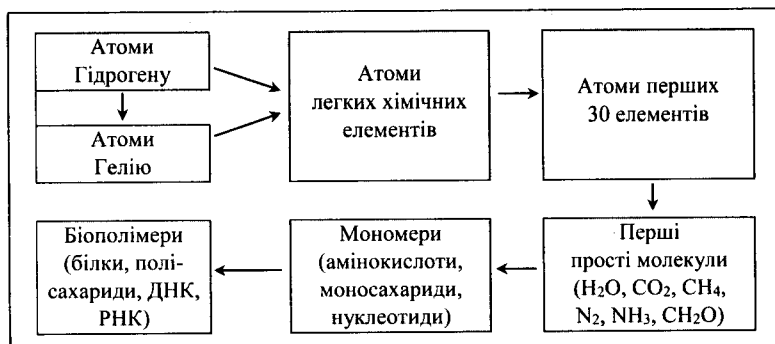 Атоми
Гідрогену
Атоми
Гелію
Атоми
легких хімічних
елементів
Атоми перших
30 елементів
Перші
прості молекули
(H₂O, CO₂, CH₄,
N₂, NH₃, CH₂O)
Мономери
(амінокислоти,
моносахариди,
нуклеотиди)
Біополімери
(білки, полі-
сахариди, ДНК,
РНК)